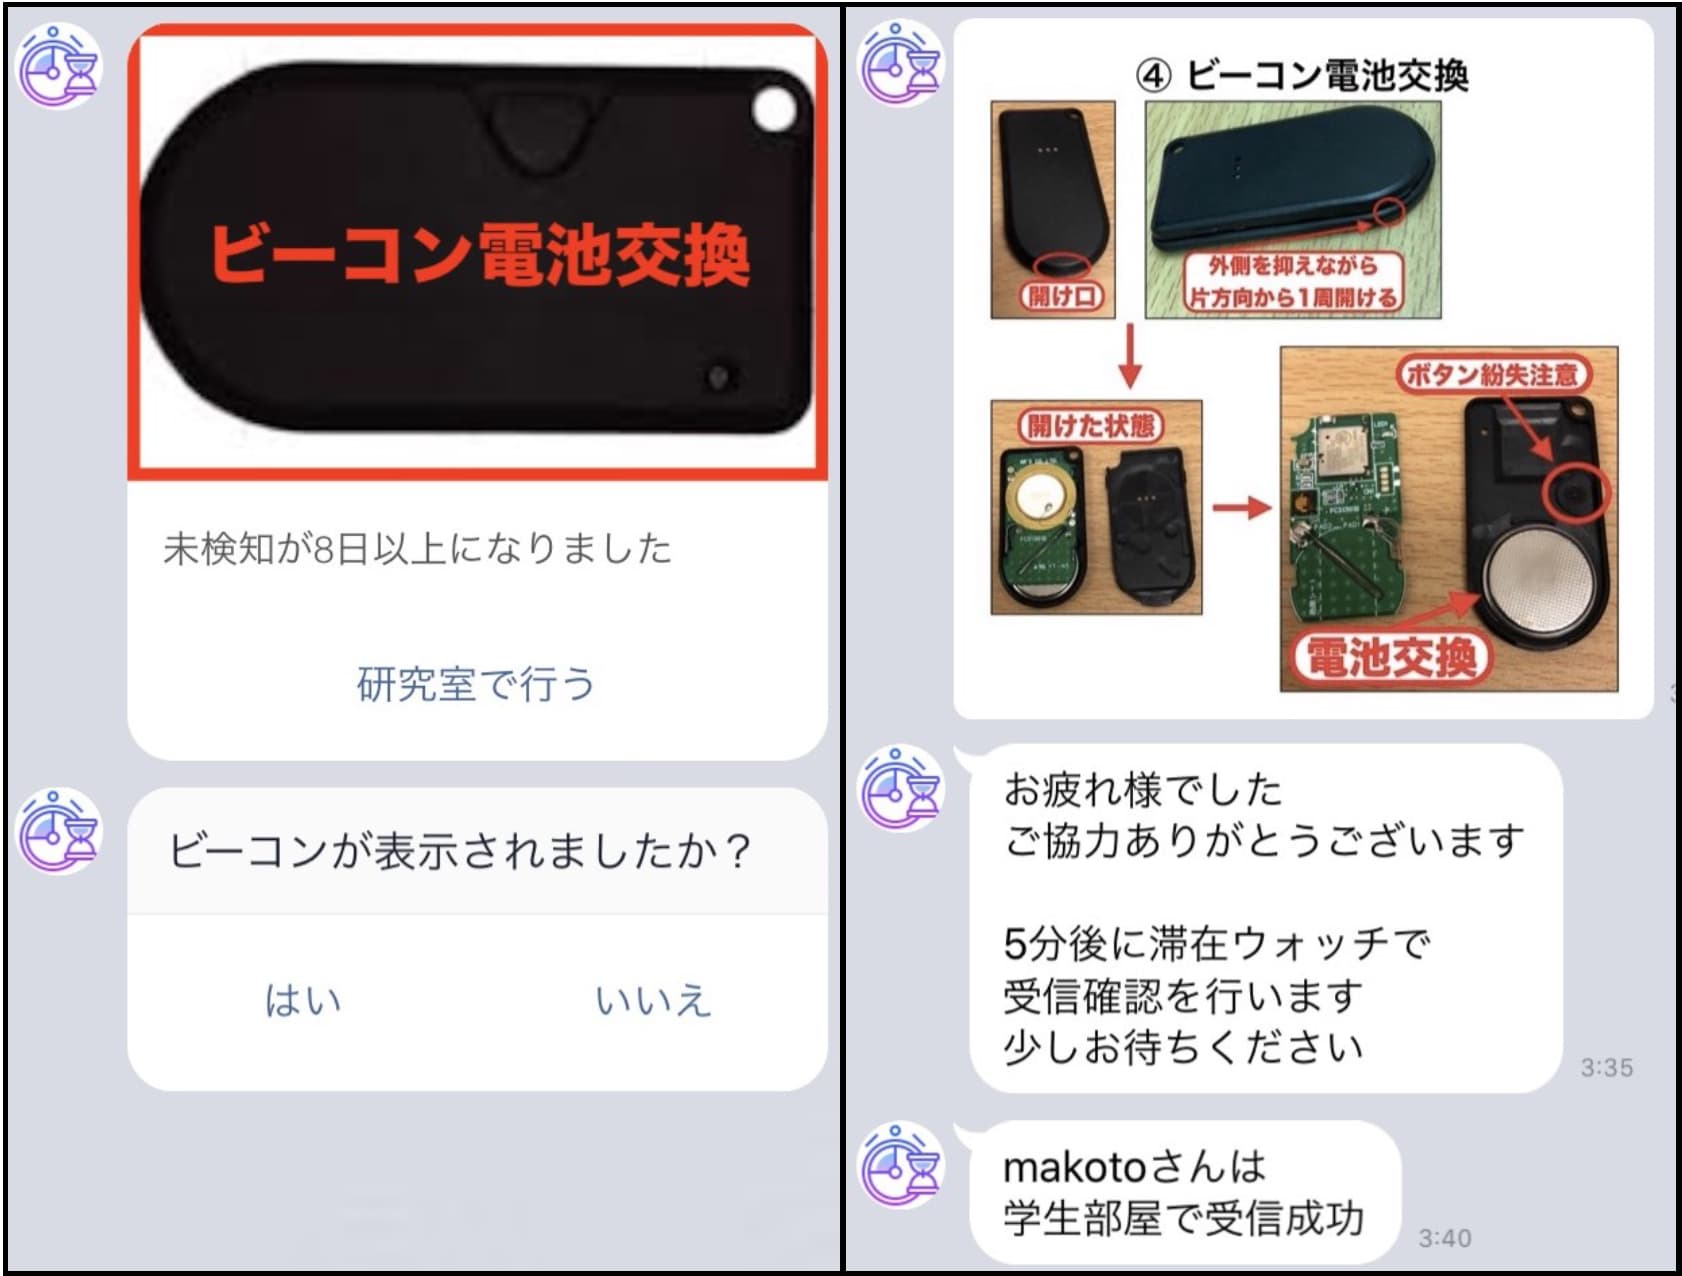 ビーコン電池交換
未検知が8日以上になりました
研究室で行う
ビーコンが表示されましたか？
はい
いいえ
④ ビーコン電池交換
開け口
外側を抑えながら
片方向から1周開ける
開けた状態
ボタン紛失注意
電池交換
お疲れ様でした
ご協力ありがとうございます
5分後に滞在ウォッチで
受信確認を行います
少しお待ちください
3:35
makotoさんは
学生部屋で受信成功
3:40